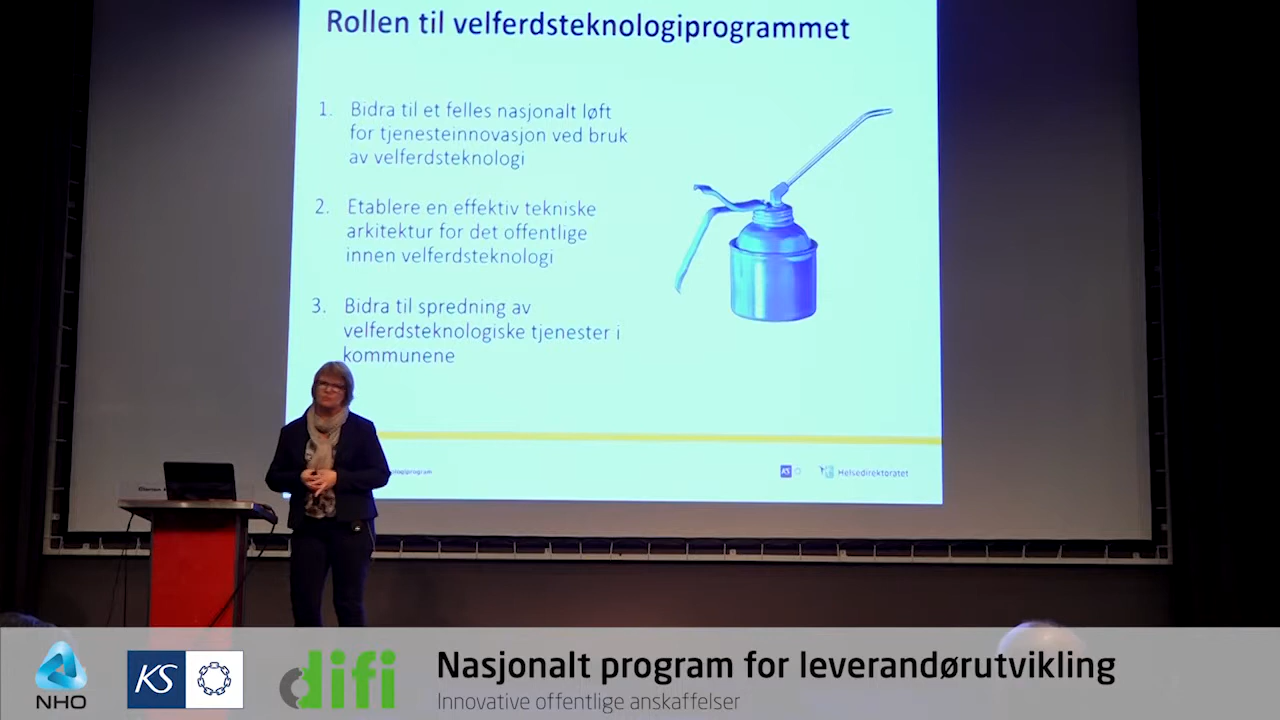 Rollen til velferdsteknologiprogrammet
1. Bidra til et felles nasjonalt løft
for tjenesteinnovasjon ved bruk
av velferdsteknologi
2. Etablere en effektiv tekniske
arkitektur for det offentlige
innen velferdsteknologi
3. Bidra til spredning av
velferdsteknologiske tjenester i
kommunene
KS
Helsedirektoratet
NHO
KS
difi
Nasjonalt program for leverandørutvikling
Innovative offentlige anskaffelser